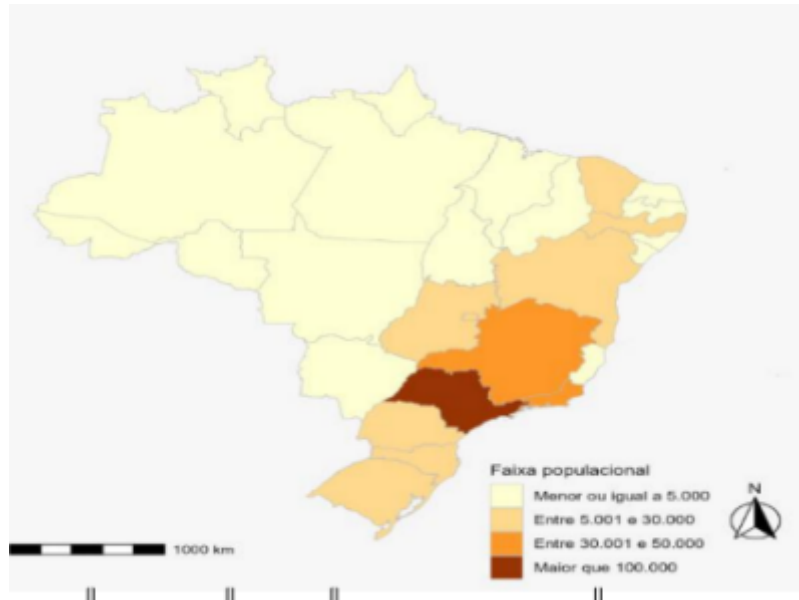 Faixa populacional
Menor ou igual a 5.000
Entre 5.001 e 30.000
Entre 30.001 e 50.000
Maior que 100.000
N
1000 km